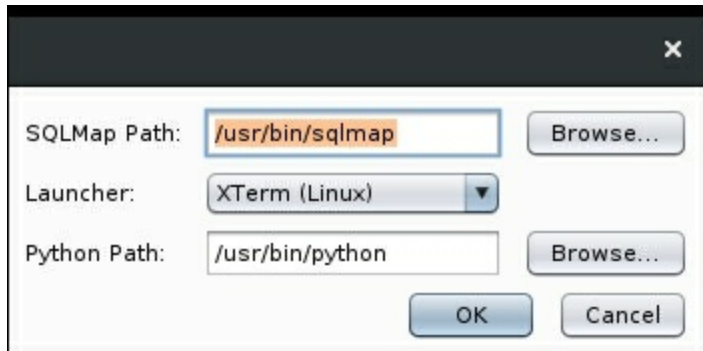 SQLMap Path: /usr/bin/sqlmap Browse...
Launcher: XTerm (Linux)
Python Path: /usr/bin/python Browse...
OK Cancel